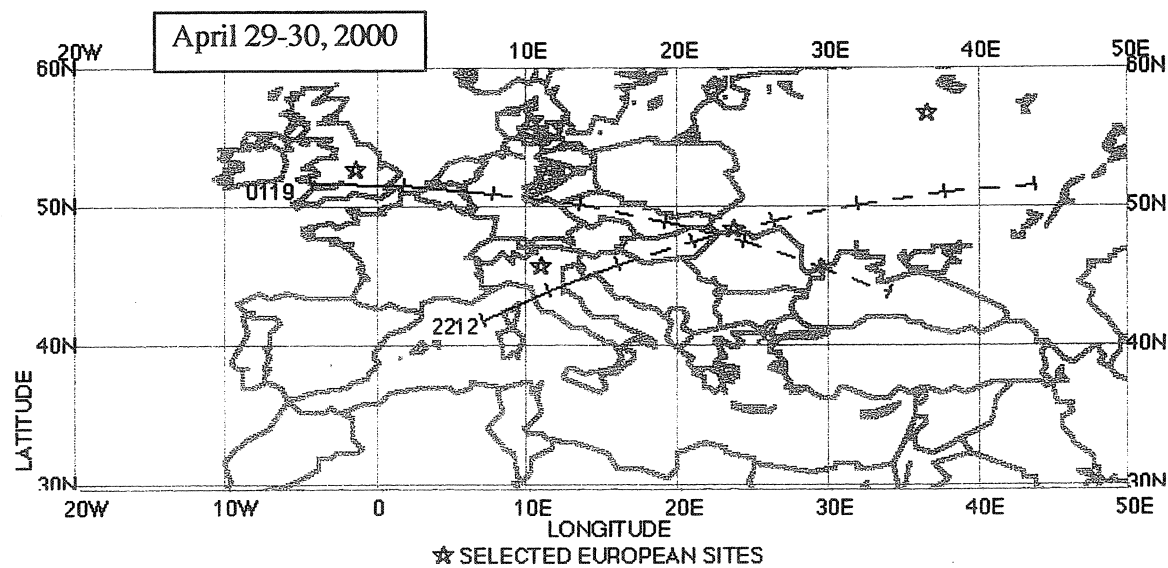 April 29-30, 2000
20W 10E 20E 30E 40E 50E
60N 60N
0119
50N 50N
2212
40N 40N
LATITUDE
30N 30N
20W 10W 0 10E 20E 30E 40E 50E
LONGITUDE
☆ SELECTED EUROPEAN SITES